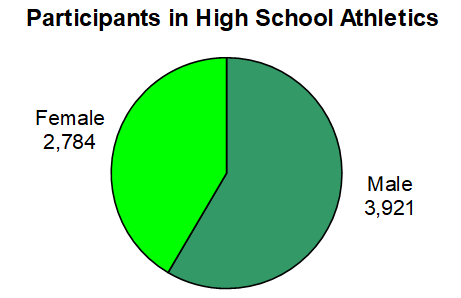 Participants in High School Athletics
Female
2,784
Male
3,921